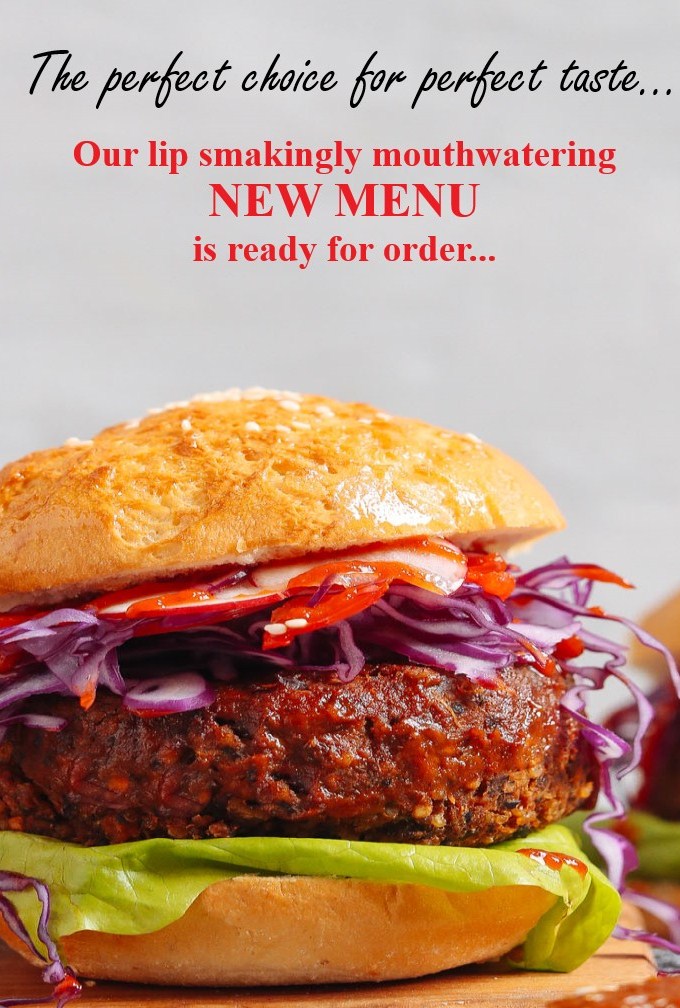 The perfect choice for perfect taste...
Our lip smakingly mouthwatering
NEW MENU
is ready for order...